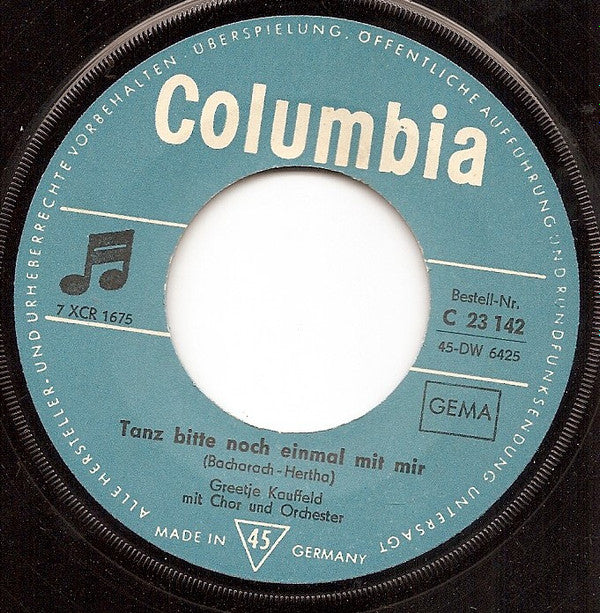 ALLE HERSTELLER- UND URHEBERRECHTE VORBEHALTEN · ÜBERSPIELUNG, ÖFFENTLICHE AUFFÜHRUNG UND RUNDFUNKSENDUNG UNTERSAGT
Columbia
7 XCR 1675
Bestell-Nr.
C 23 142
45-DW 6425
GEMA
Tanz bitte noch einmal mit mir
(Bacharach-Hertha)
Greetje Kauffeld
mit Chor und Orchester
MADE IN 45 GERMANY